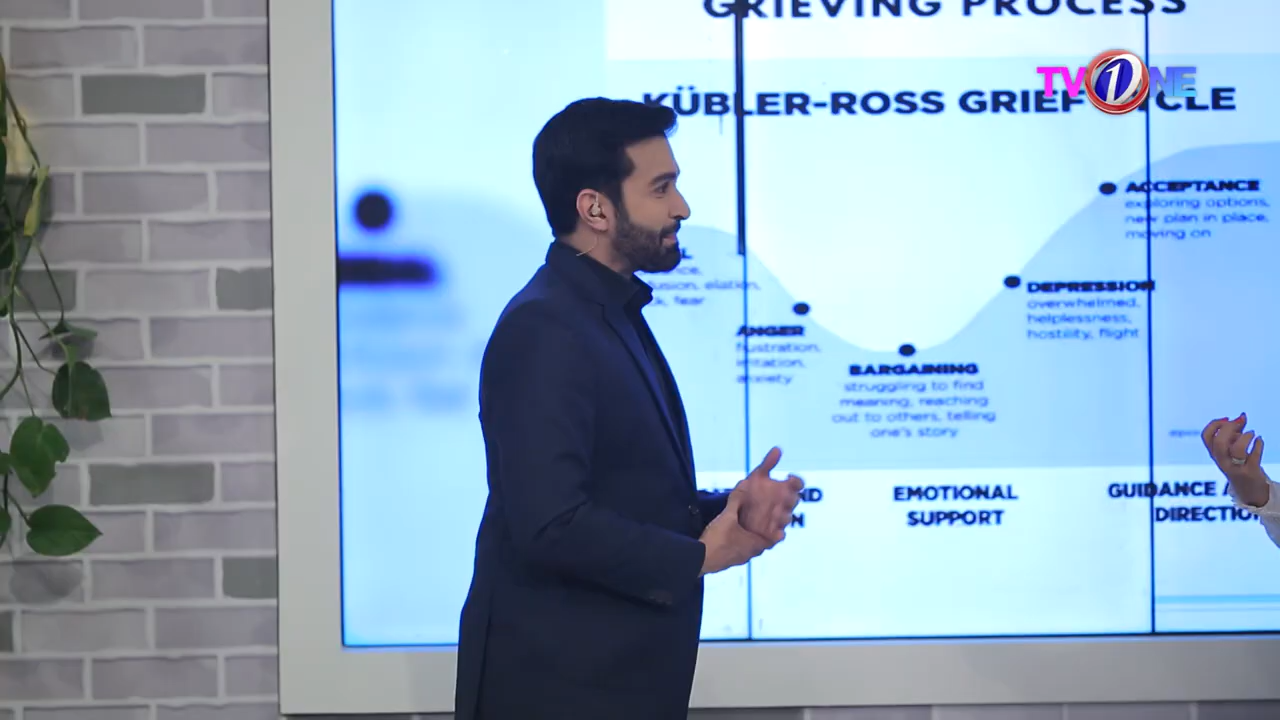 GRIEVING PROCESS
TV 1 ONE
KÜBLER-ROSS GRIEF
ACCEPTANCE
exploring options,
new plan in place,
moving on
DEPRESSION
overwhelmed,
helplessness,
hostility, flight
ANGER
frustration,
irritation,
anxiety
BARGAINING
struggling to find
meaning, reaching
out to others, telling
one's story
EMOTIONAL
SUPPORT
GUIDANCE
DIRECTION